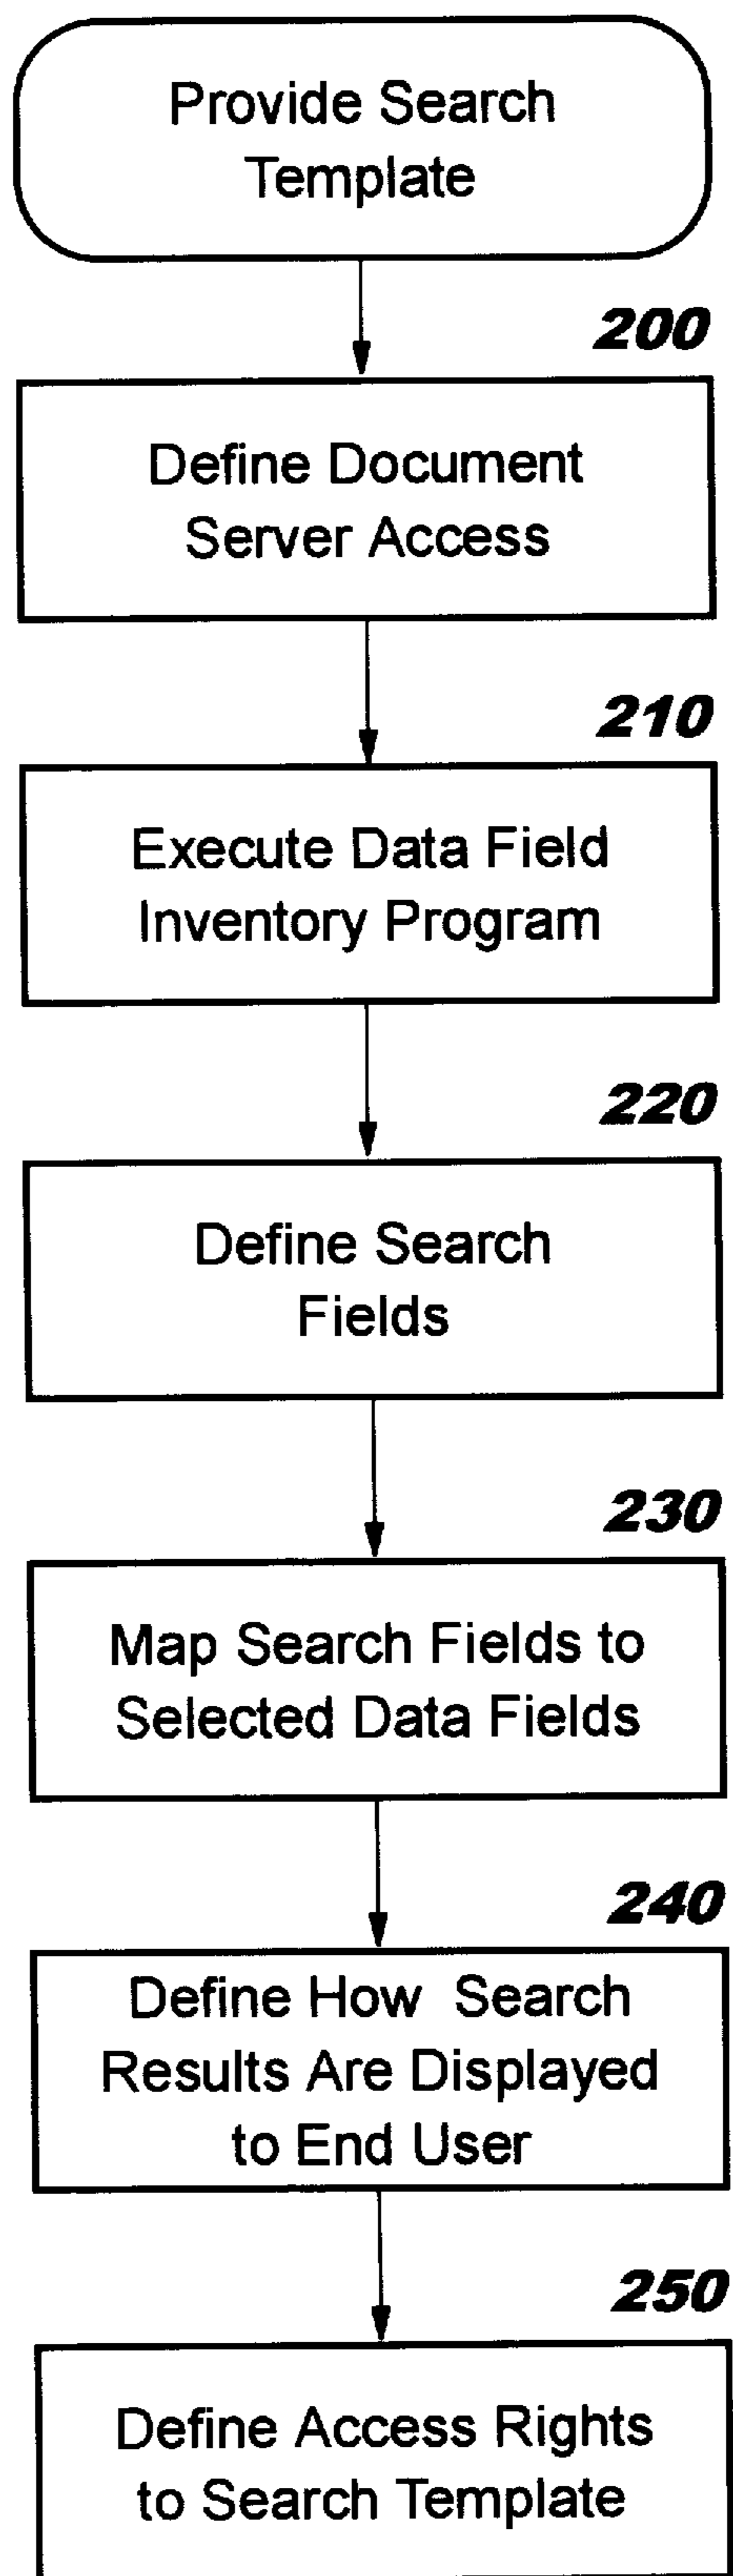 Provide Search
Template
200
Define Document
Server Access
210
Execute Data Field
Inventory Program
220
Define Search
Fields
230
Map Search Fields to
Selected Data Fields
240
Define How Search
Results Are Displayed
to End User
250
Define Access Rights
to Search Template